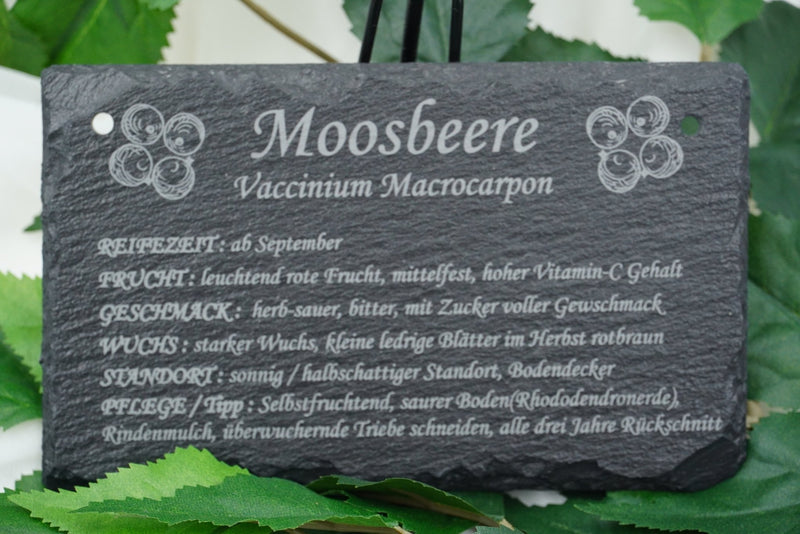 Moosbeere
Vaccinium Macrocarpon
REIFEZEIT: ab September
FRUCHT: leuchtend rote Frucht, mittelfest, hoher Vitamin-C Gehalt
GESCHMACK: herb-sauer, bitter, mit Zucker voller Gewschmack
WUCHS: starker Wuchs, kleine ledrige Blätter im Herbst rotbraun
STANDORT: sonnig / halbschattiger Standort, Bodendecker
PFLEGE / Tipp: Selbstfruchtend, saurer Boden(Rhododendronerde),
Rindenmulch, überwuchernde Triebe schneiden, alle drei Jahre Rückschnitt